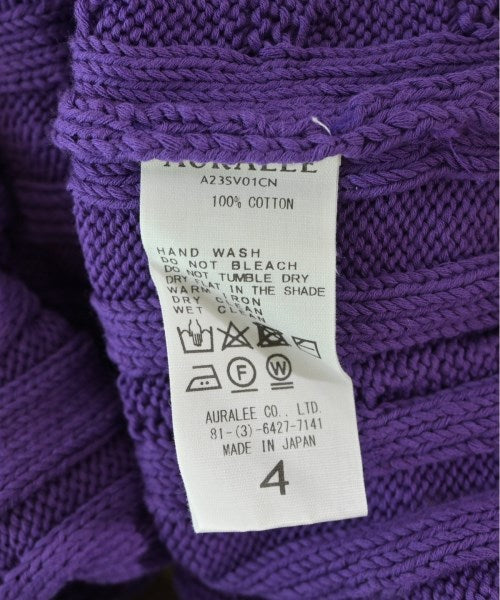 AURALEE
A23SV01CN
100% COTTON
HAND WASH
DO NOT BLEACH
DO NOT TUMBLE DRY
DRY FLAT IN THE SHADE
WARM IRON
DRY CLEAN
WET CLEAN
F W
AURALEE CO., LTD.
81-(3)-6427-7141
MADE IN JAPAN
4